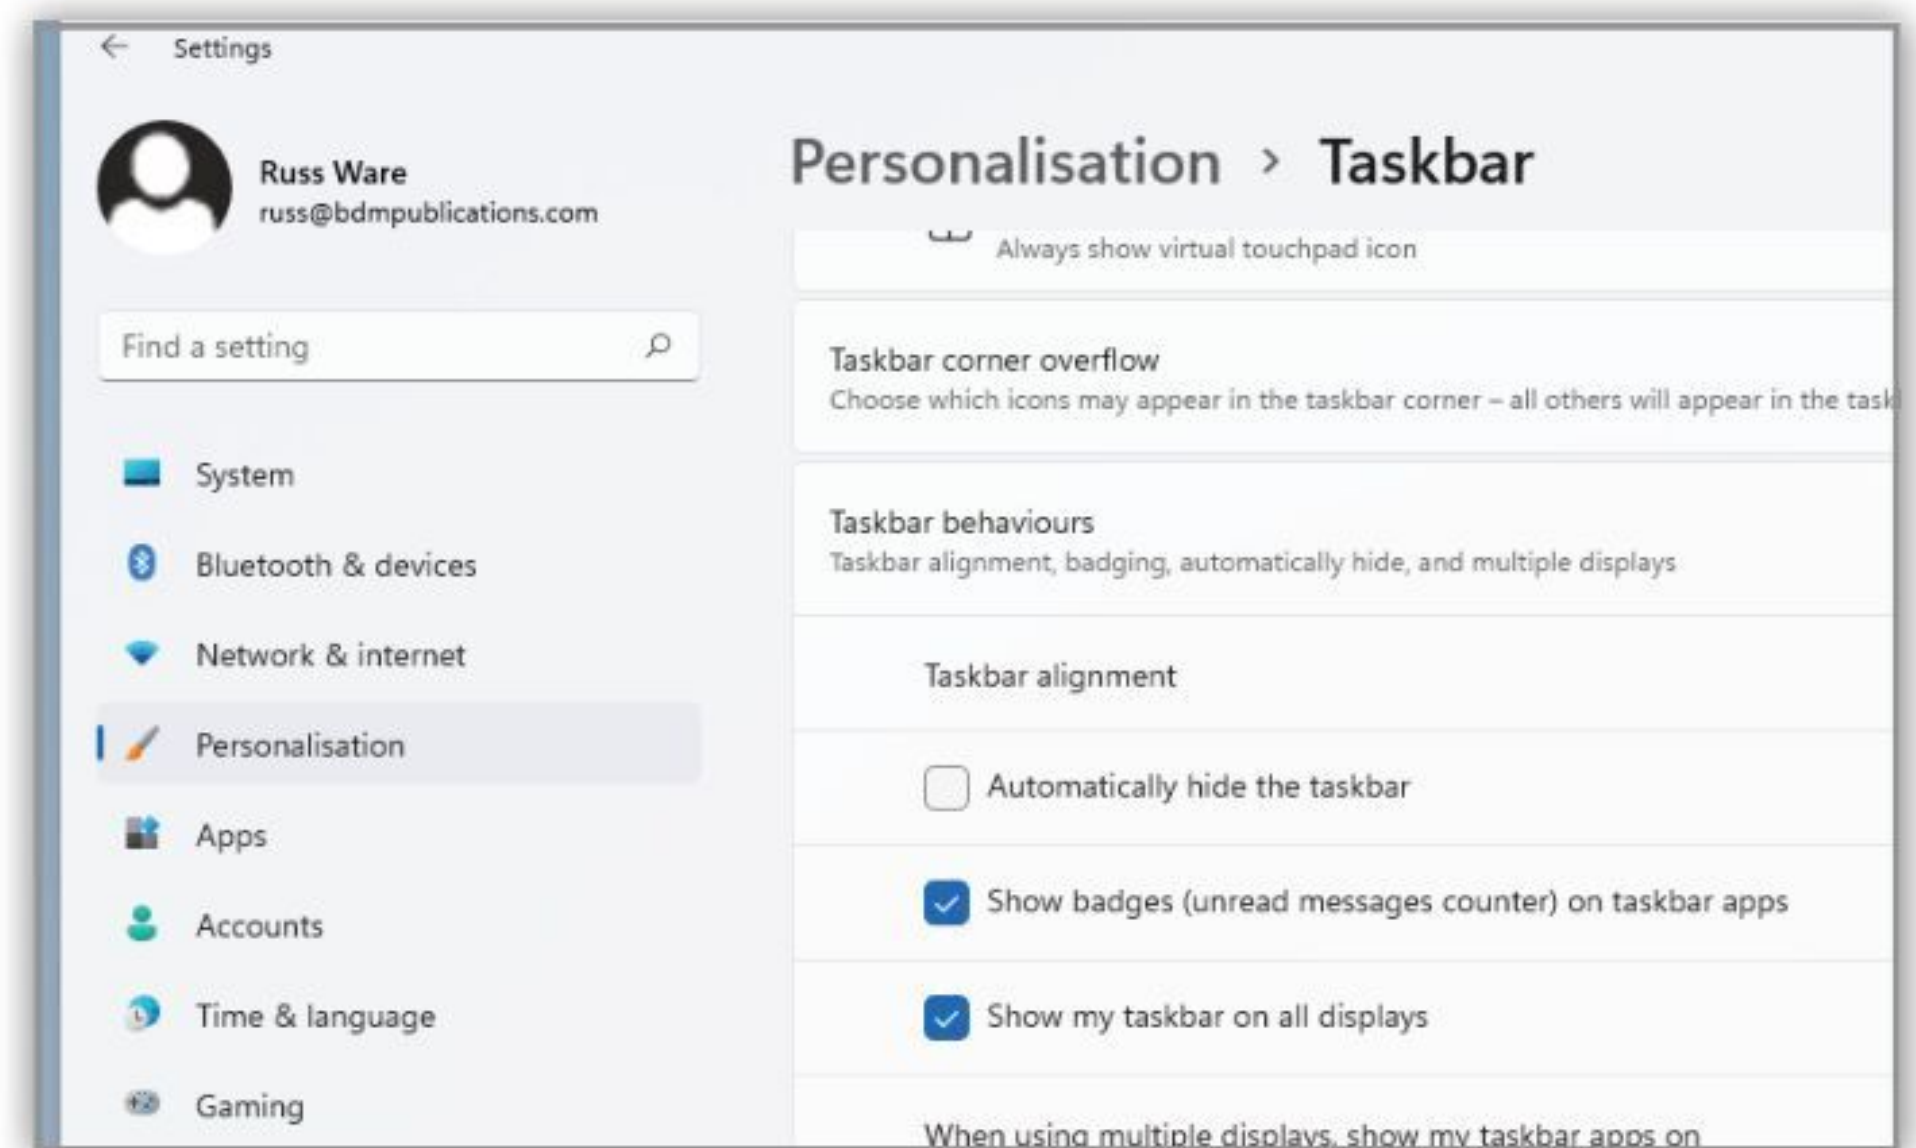 Settings
Russ Ware
russ@bdmpublications.com
Find a setting
System
Bluetooth & devices
Network & internet
Personalisation
Apps
Accounts
Time & language
Gaming
Personalisation > Taskbar
Always show virtual touchpad icon
Taskbar corner overflow
Choose which icons may appear in the taskbar corner – all others will appear in the task
Taskbar behaviours
Taskbar alignment, badging, automatically hide, and multiple displays
Taskbar alignment
Automatically hide the taskbar
Show badges (unread messages counter) on taskbar apps
Show my taskbar on all displays
When using multiple displays, show my taskbar apps on